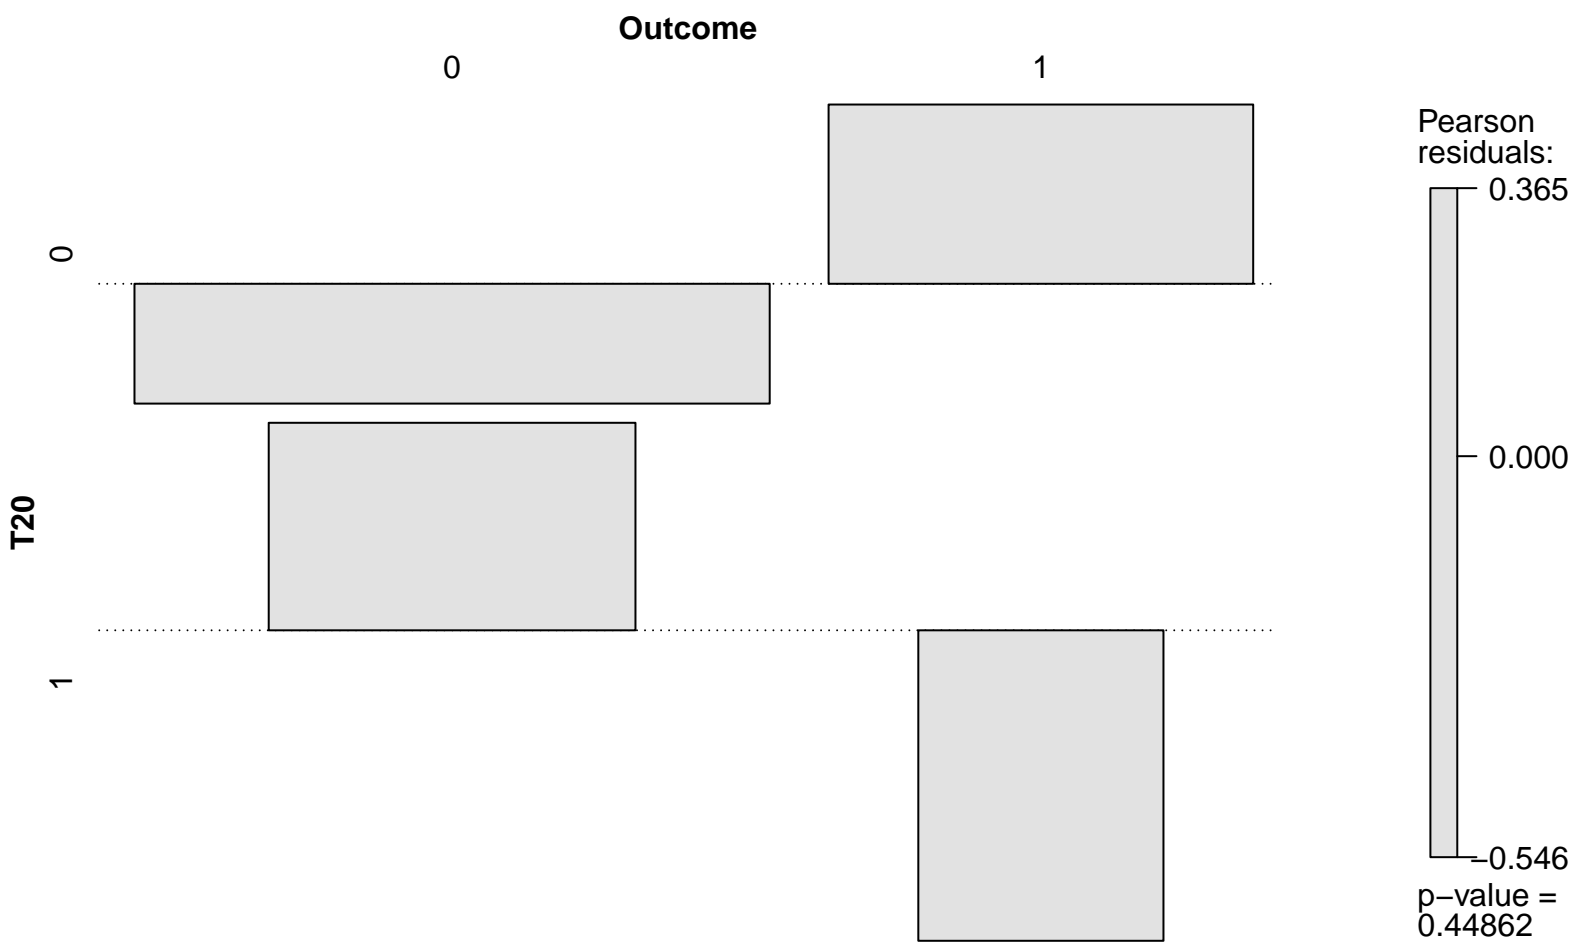 Outcome
0 1
Pearson
residuals:
0.365
0
0.000
T20
1
−0.546
p−value =
0.44862